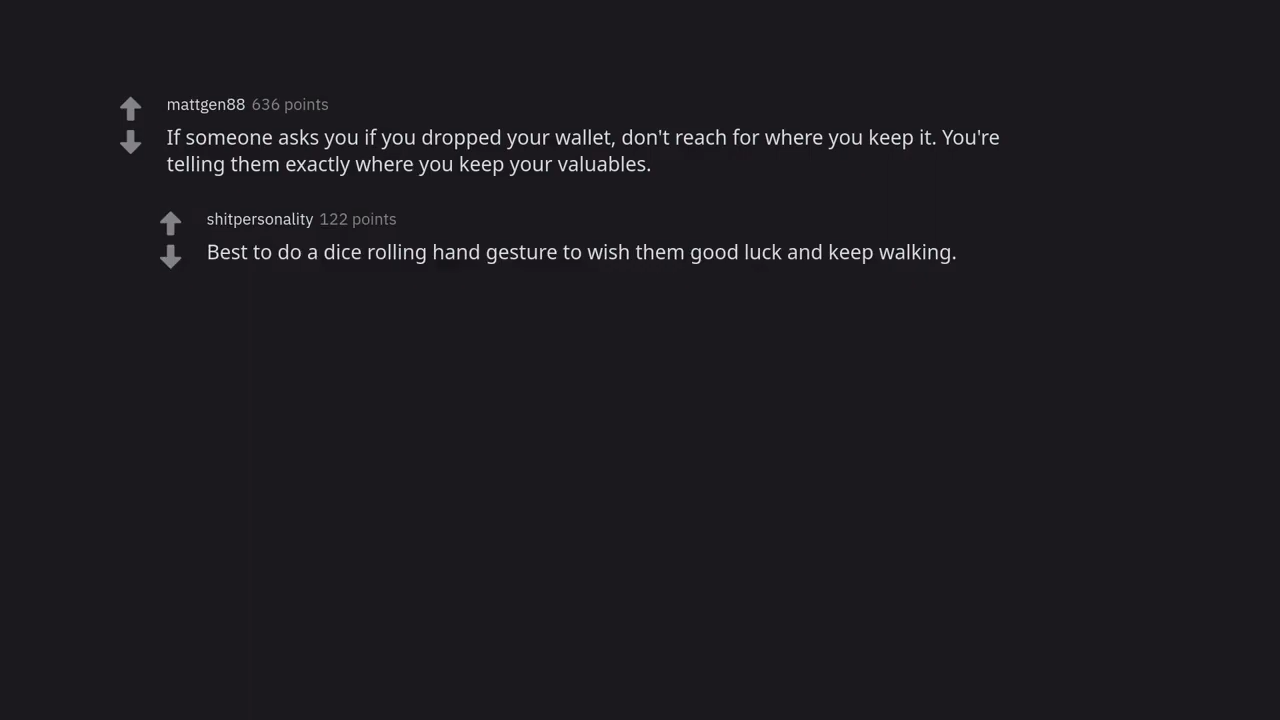 mattgen88 636 points
If someone asks you if you dropped your wallet, don't reach for where you keep it. You're
telling them exactly where you keep your valuables.
shitpersonality 122 points
Best to do a dice rolling hand gesture to wish them good luck and keep walking.